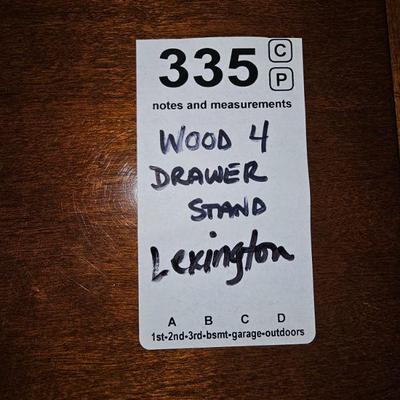 335 C
P
notes and measurements
WOOD 4
DRAWER
STAND
Lexington
A B C D
1st-2nd-3rd-bsmt-garage-outdoors